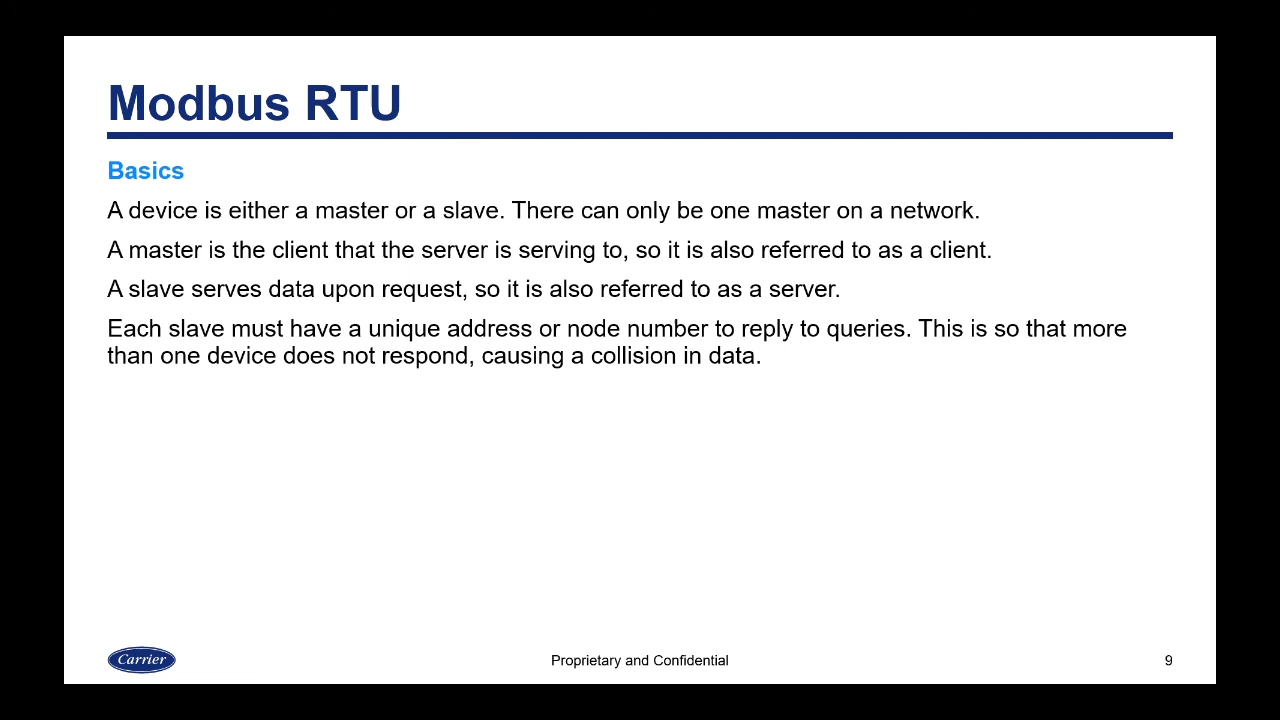 Modbus RTU
Basics
A device is either a master or a slave. There can only be one master on a network.
A master is the client that the server is serving to, so it is also referred to as a client.
A slave serves data upon request, so it is also referred to as a server.
Each slave must have a unique address or node number to reply to queries. This is so that more
than one device does not respond, causing a collision in data.
Carrier
Proprietary and Confidential
9